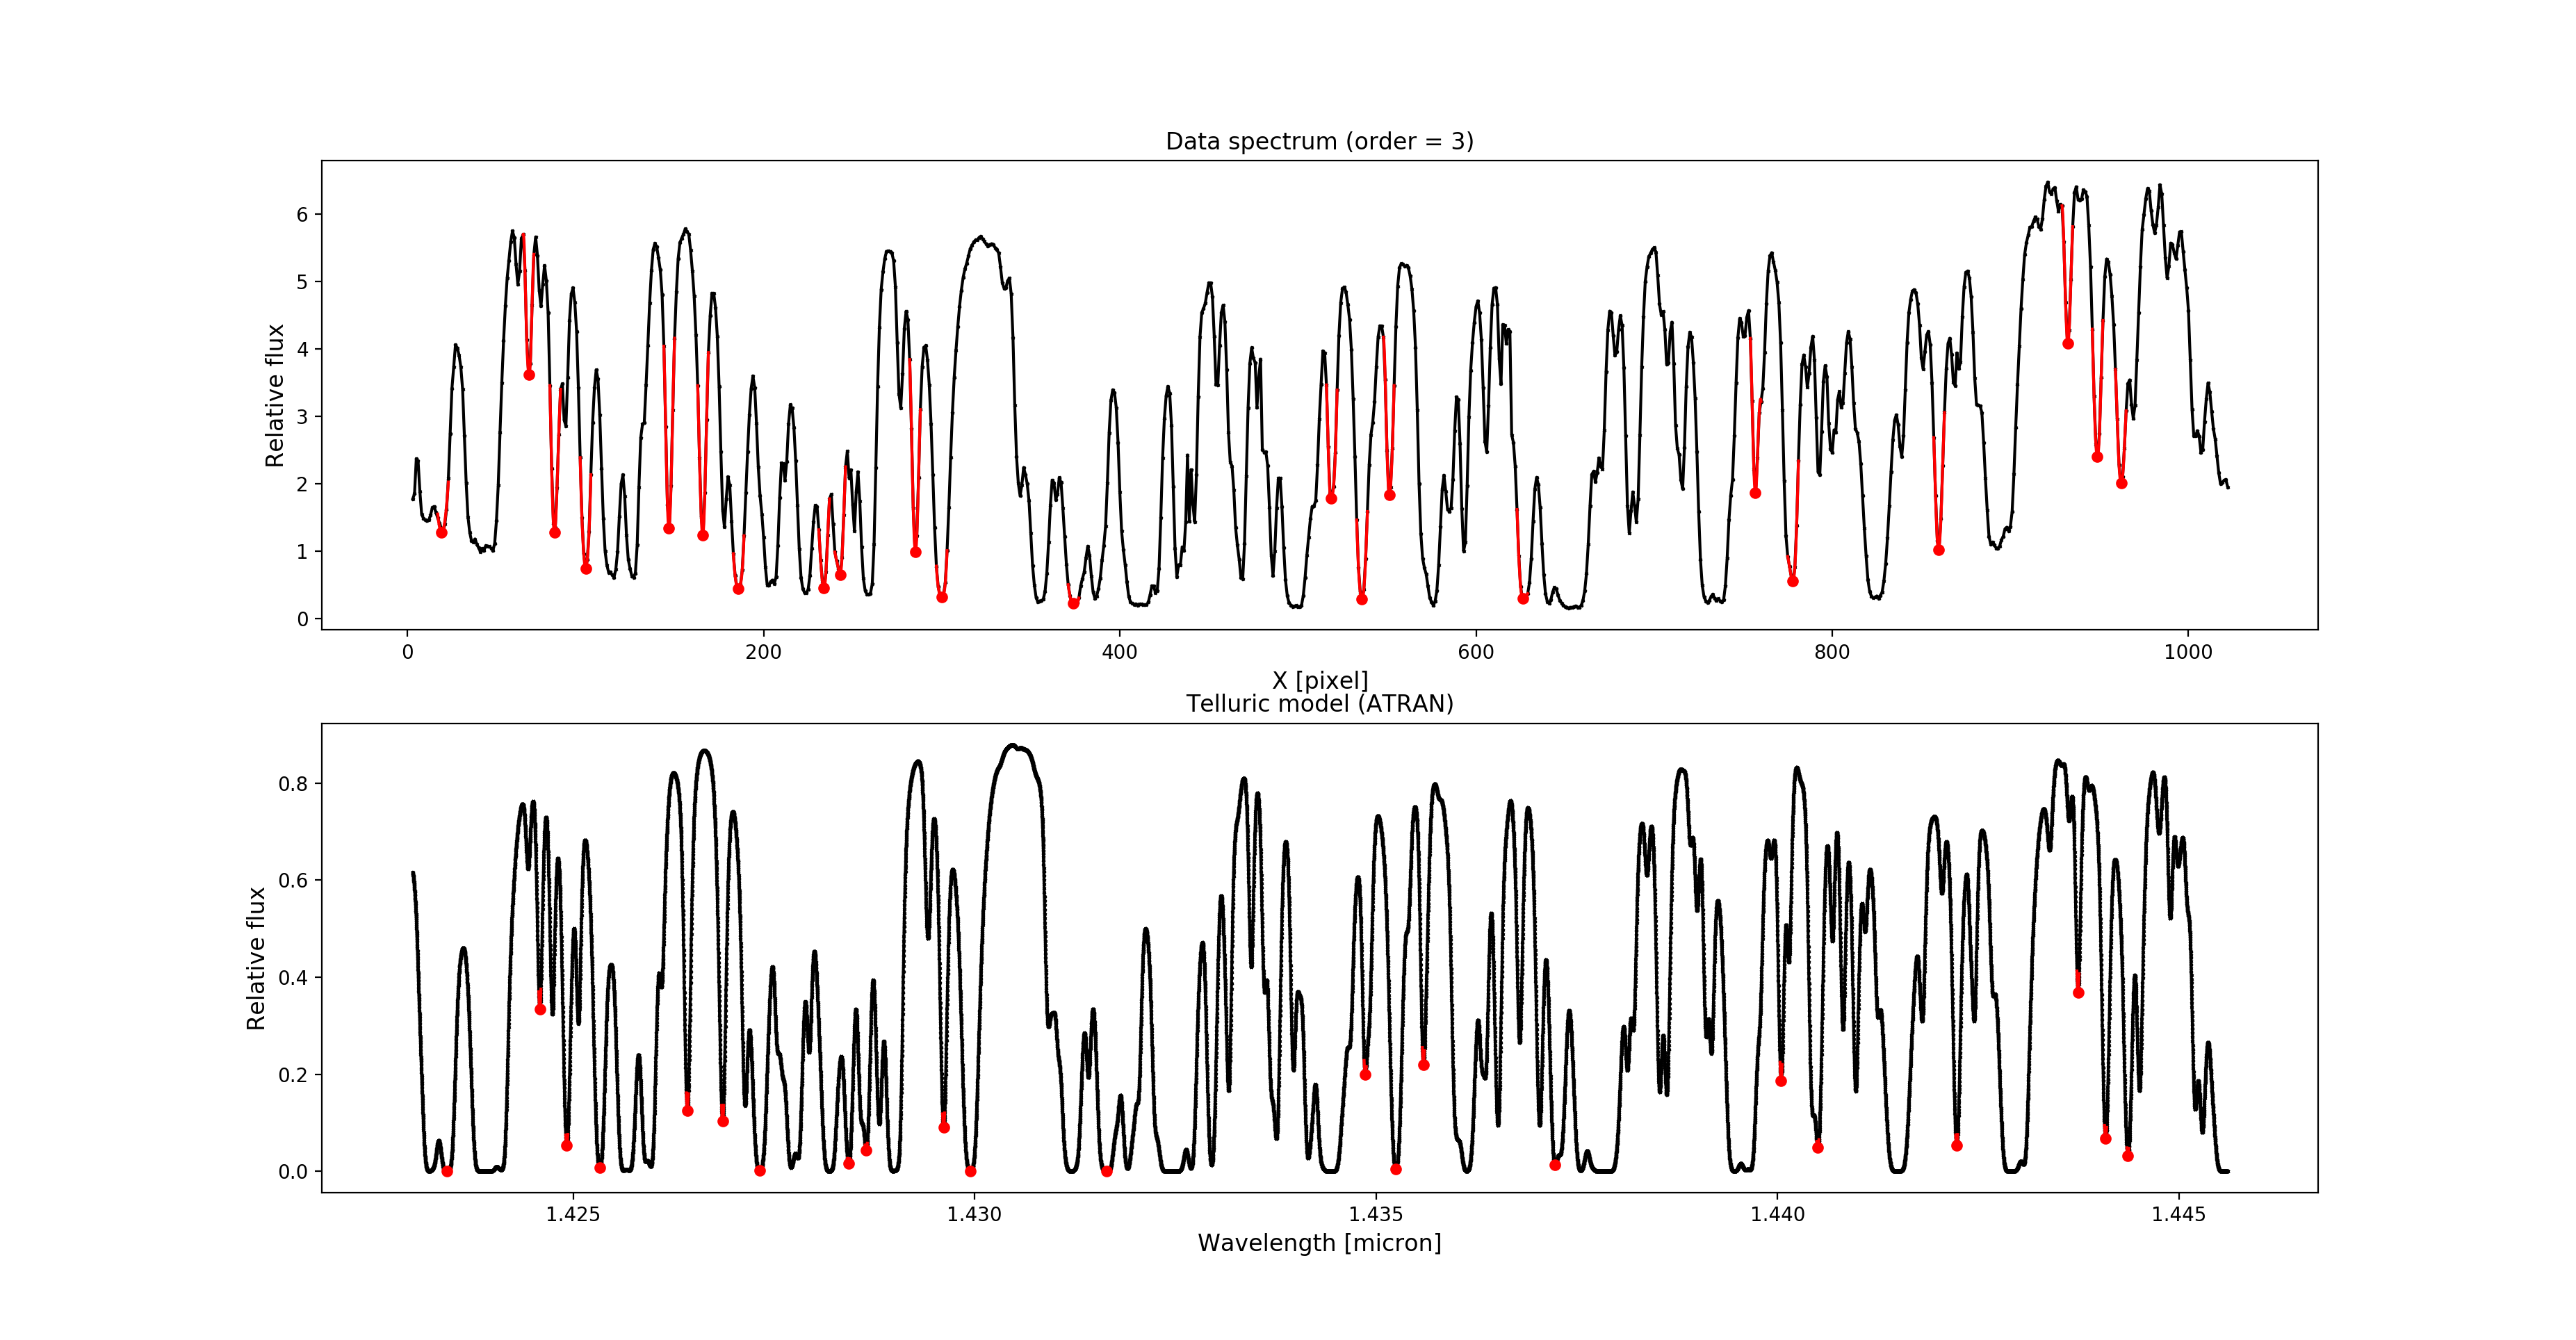 Data spectrum (order = 3)
Relative flux
6
5
4
3
2
1
0
0 200 400 600 800 1000
X [pixel]
Telluric model (ATRAN)
Relative flux
0.8
0.6
0.4
0.2
0.0
1.425 1.430 1.435 1.440 1.445
Wavelength [micron]